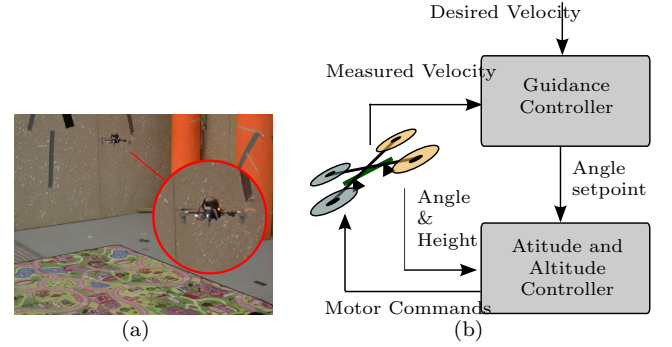 Desired Velocity
Measured Velocity
Guidance
Controller
Angle
setpoint
Angle
&
Height
Atitude and
Altitude
Controller
Motor Commands
(a)
(b)